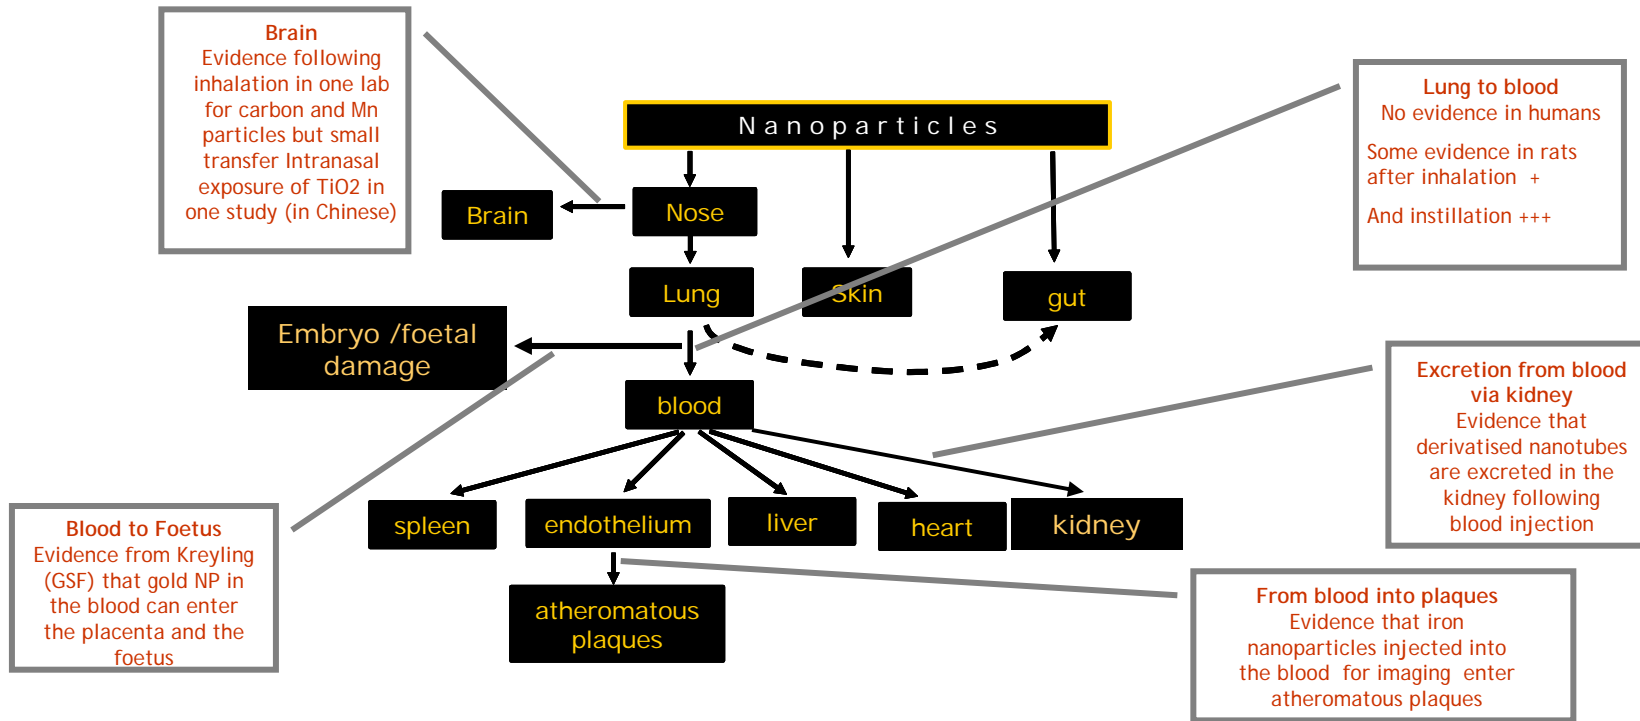 Brain
Evidence following
inhalation in one lab
for carbon and Mn
particles but small
transfer Intranasal
exposure of TiO2 in
one study (in Chinese)
Nanoparticles
Lung to blood
No evidence in humans
Some evidence in rats
after inhalation +
And instillation +++
Brain
Nose
Lung
Skin
gut
Embryo /foetal
damage
blood
Excretion from blood
via kidney
Evidence that
derivatised nanotubes
are excreted in the
kidney following
blood injection
spleen
endothelium
liver
heart
kidney
Blood to Foetus
Evidence from Kreyling
(GSF) that gold NP in
the blood can enter
the placenta and the
foetus
atheromatous
plaques
From blood into plaques
Evidence that iron
nanoparticles injected into
the blood for imaging enter
atheromatous plaques